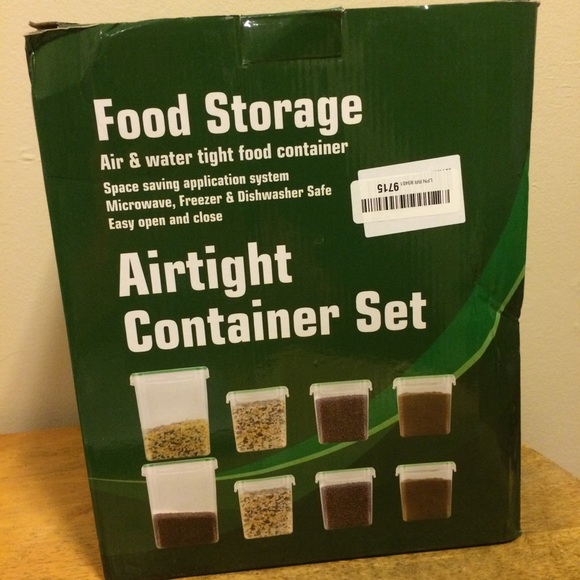 Food Storage
Air & water tight food container
Space saving application system
Microwave, Freezer & Dishwasher Safe
Easy open and close
9715
Airtight
Container Set